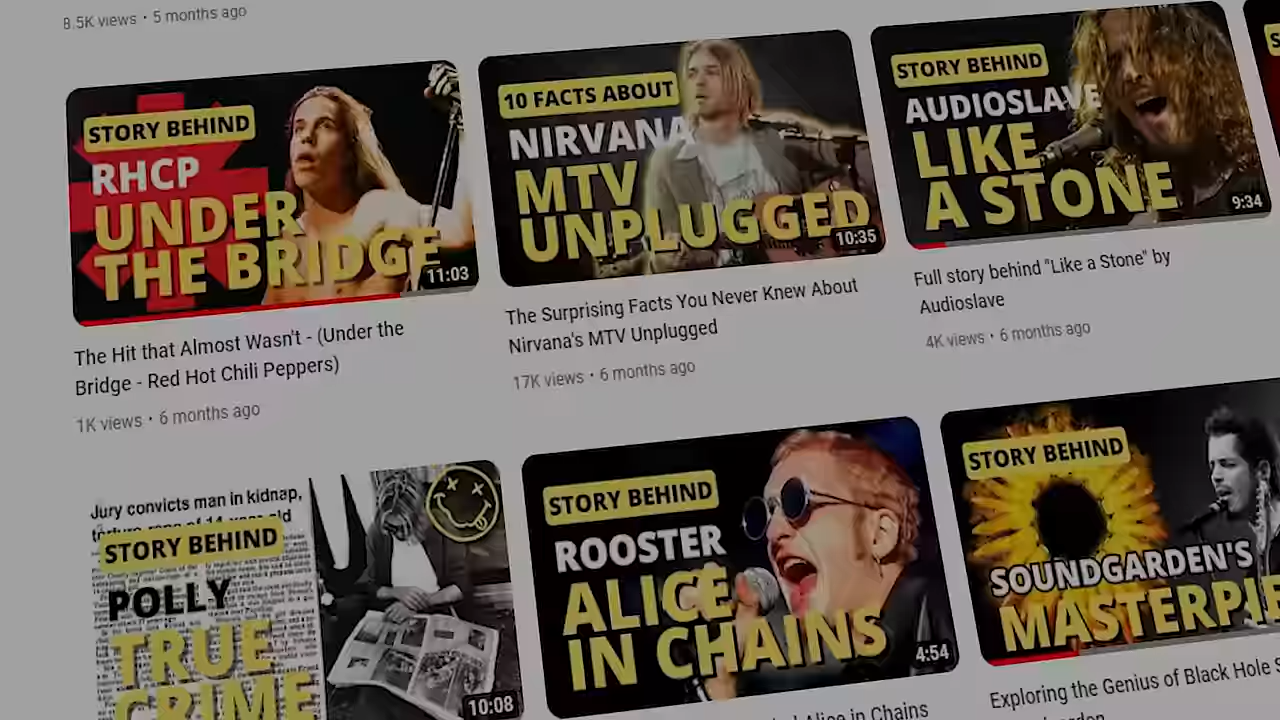 8.5K views • 5 months ago
STORY BEHIND
RHCP
UNDER
THE BRIDGE
11:03
The Hit that Almost Wasn't - (Under the
Bridge - Red Hot Chili Peppers)
1K views • 6 months ago
10 FACTS ABOUT
NIRVANA
MTV
UNPLUGGED
10:35
The Surprising Facts You Never Knew About
Nirvana's MTV Unplugged
17K views • 6 months ago
STORY BEHIND
AUDIOSLAVE
LIKE
A STONE
9:34
Full story behind "Like a Stone" by
Audioslave
4K views • 6 months ago
S
Jury convicts man in kidnap,
STORY BEHIND
POLLY
TRUE
CRIME
10:08
STORY BEHIND
ROOSTER
ALICE
IN CHAINS
4:54
Alice in Chains
STORY BEHIND
SOUNDGARDEN'S
MASTERPIE
Exploring the Genius of Black Hole S